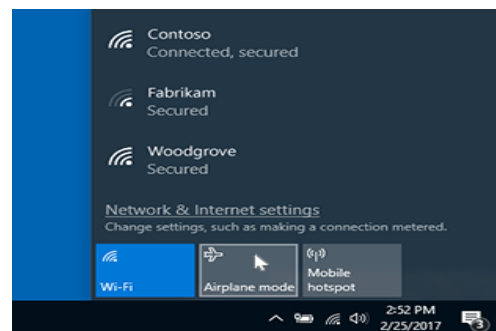 Contoso
Connected, secured
Fabrikam
Secured
Woodgrove
Secured
Network & Internet settings
Change settings, such as making a connection metered.
Wi-Fi
Airplane mode
Mobile
hotspot
2:52 PM
2/25/2017
3